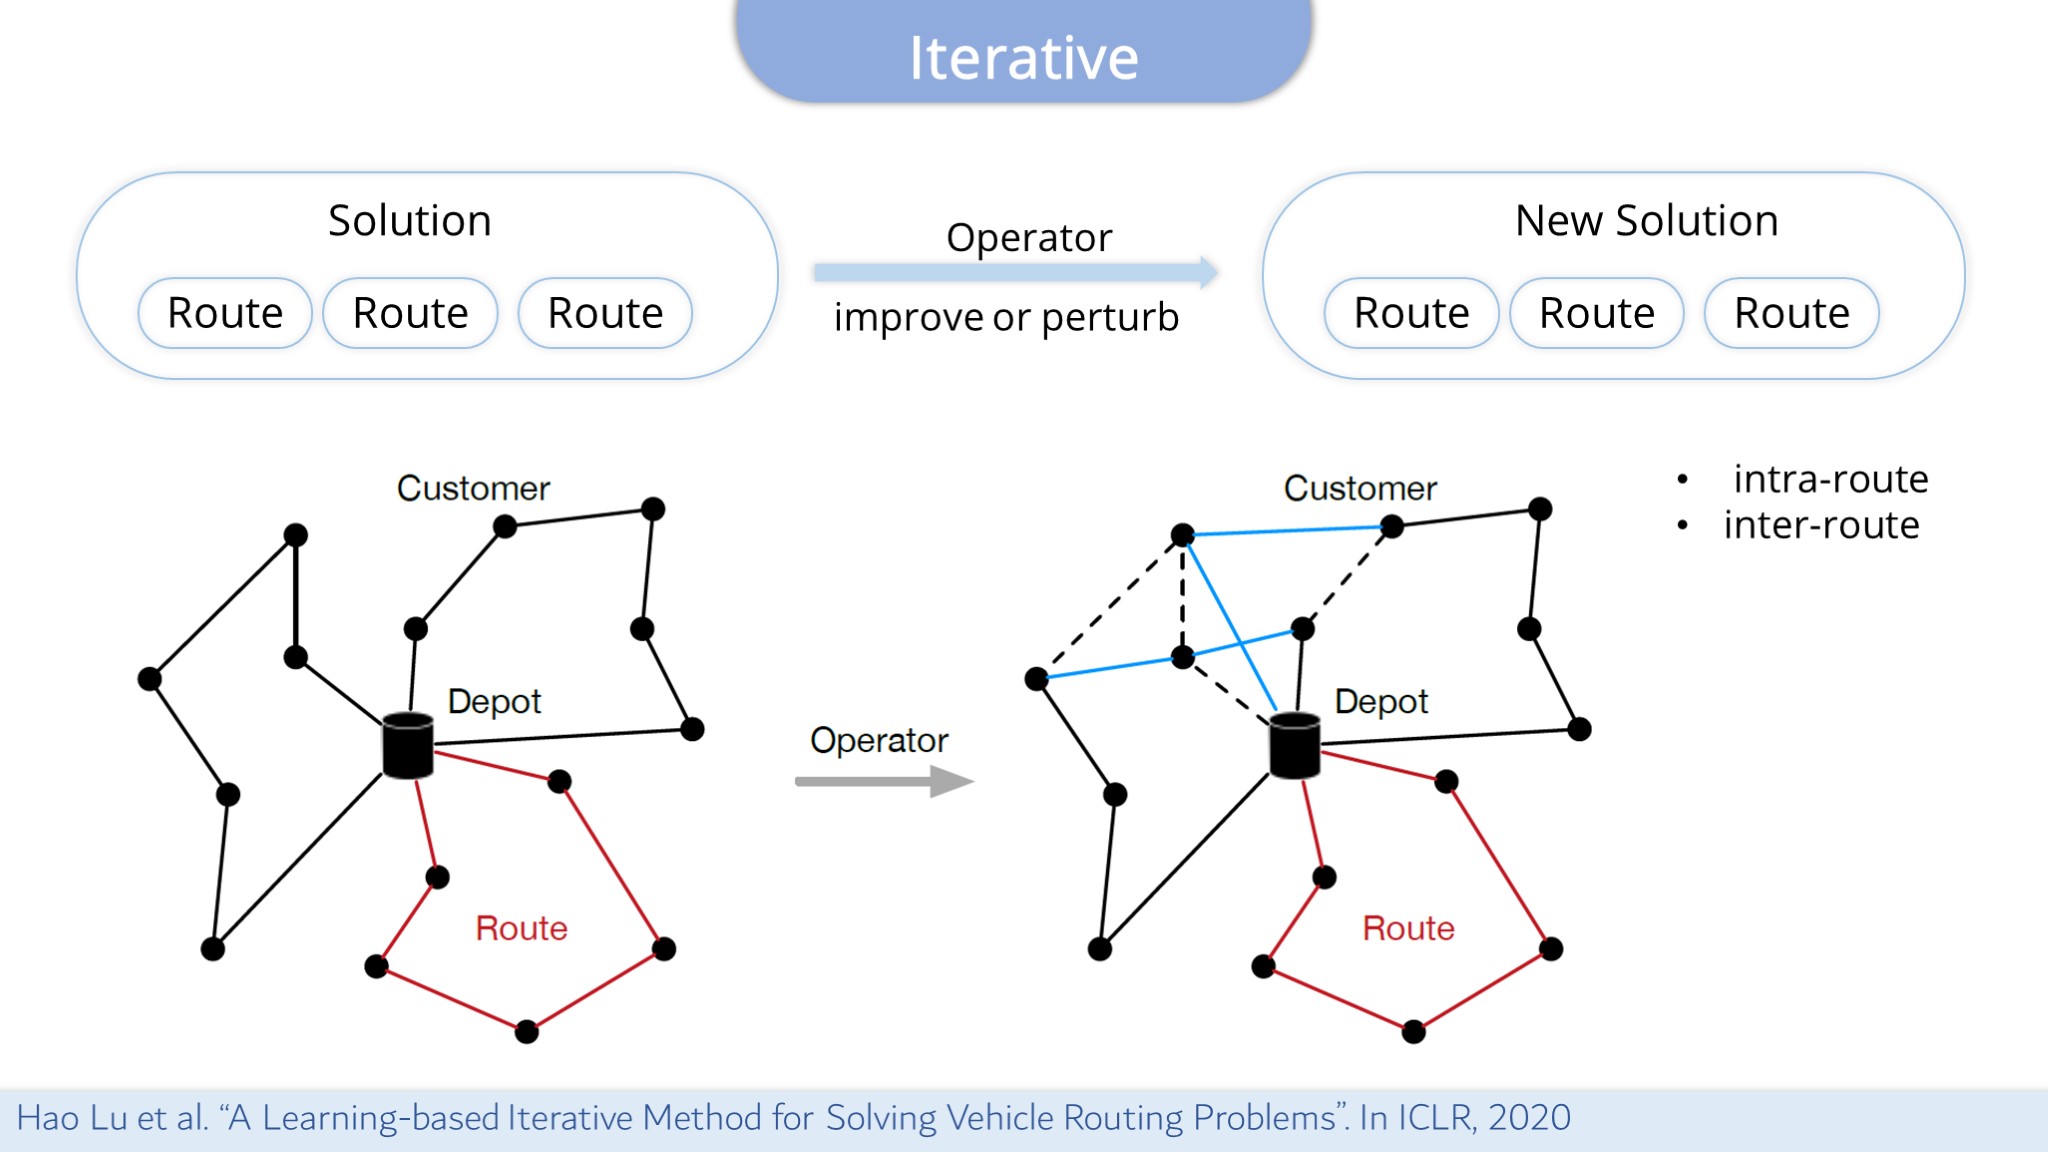 Iterative
Solution
Route Route Route
Operator
improve or perturb
New Solution
Route Route Route
Customer
Depot
Route
Operator
Customer
Depot
Route
• intra-route
• inter-route
Hao Lu et al. “A Learning-based Iterative Method for Solving Vehicle Routing Problems”. In ICLR, 2020